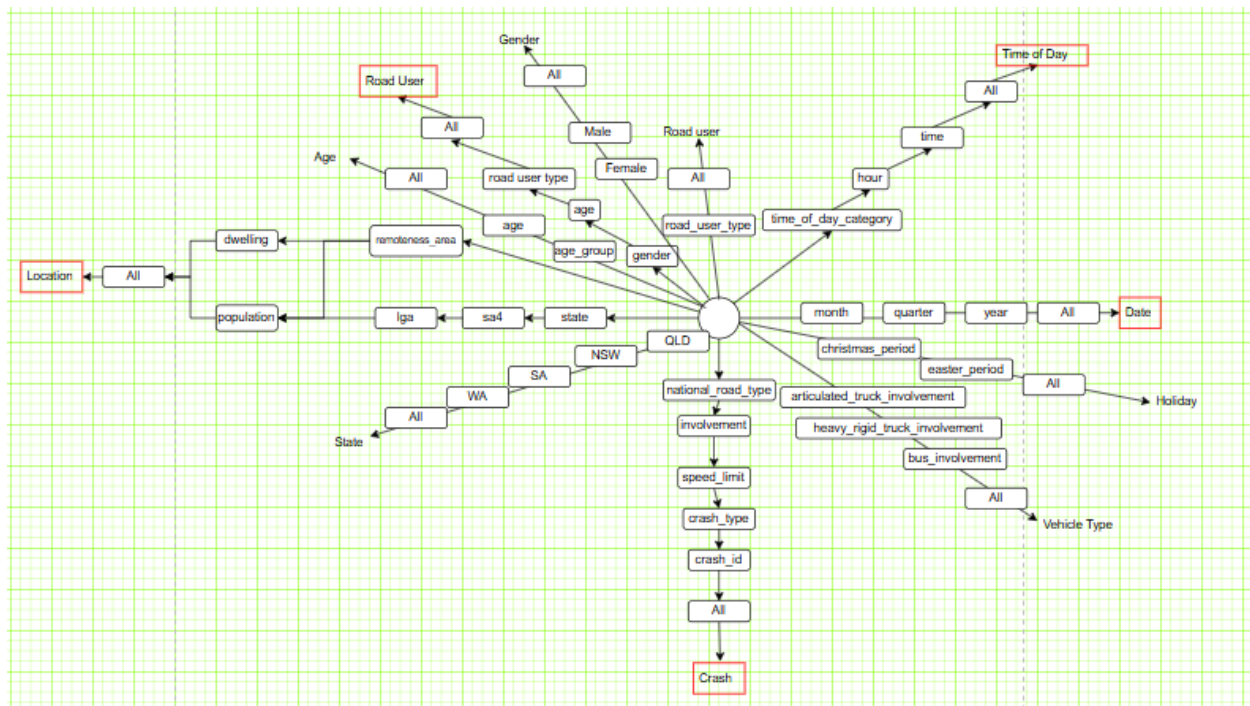 Gender
All
Male
Female
Road User
All
road user type
age
gender
Age
All
age
age_group
Road user
All
road_user_type
Time of Day
All
time
hour
time_of_day_category
Location
All
dwelling
remoteness_area
population
lga
sa4
state
month
quarter
year
All
Date
QLD
NSW
SA
WA
All
State
christmas_period
easter_period
All
Holiday
articulated_truck_involvement
heavy_rigid_truck_involvement
bus_involvement
All
Vehicle Type
national_road_type
involvement
speed_limit
crash_type
crash_id
All
Crash